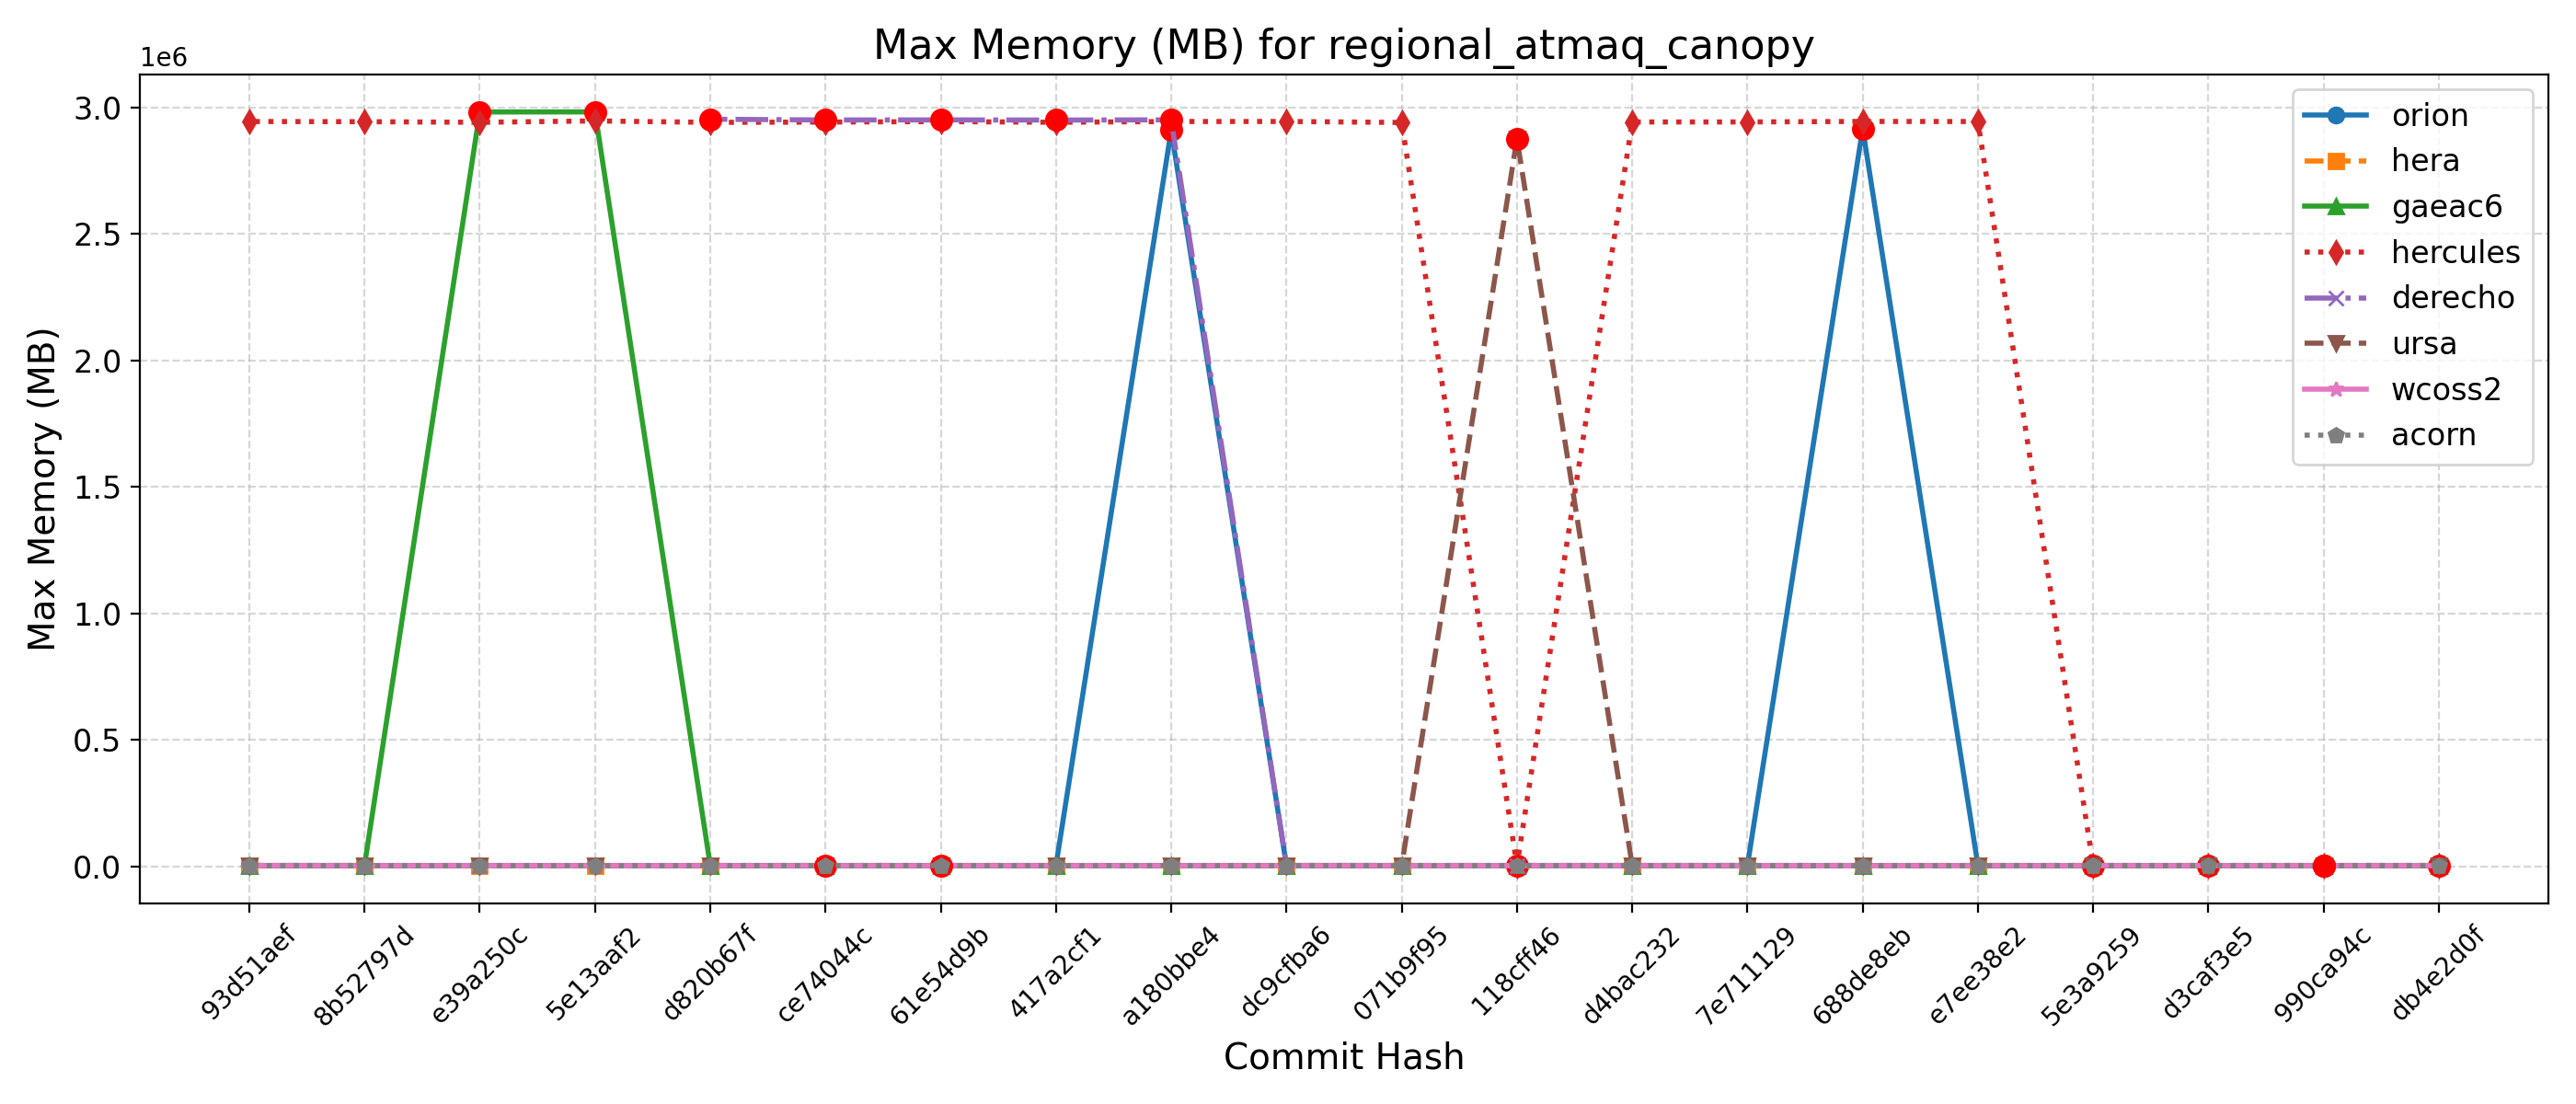 Max Memory (MB) for regional_atmaq_canopy
1e6
3.0
2.5
2.0
1.5
1.0
0.5
0.0
Max Memory (MB)
orion
hera
gaeac6
hercules
derecho
ursa
wcoss2
acorn
93d51aef
8b52797d
e39a250c
5e13aaf2
d820b67f
ce74044c
61e54d9b
417a2cf1
a180bbe4
dc9cfba6
071b9f95
118cff46
d4bac232
7e711129
688de8eb
e7ee38e2
5e3a9259
d3caf3e5
990ca94c
db4e2d0f
Commit Hash